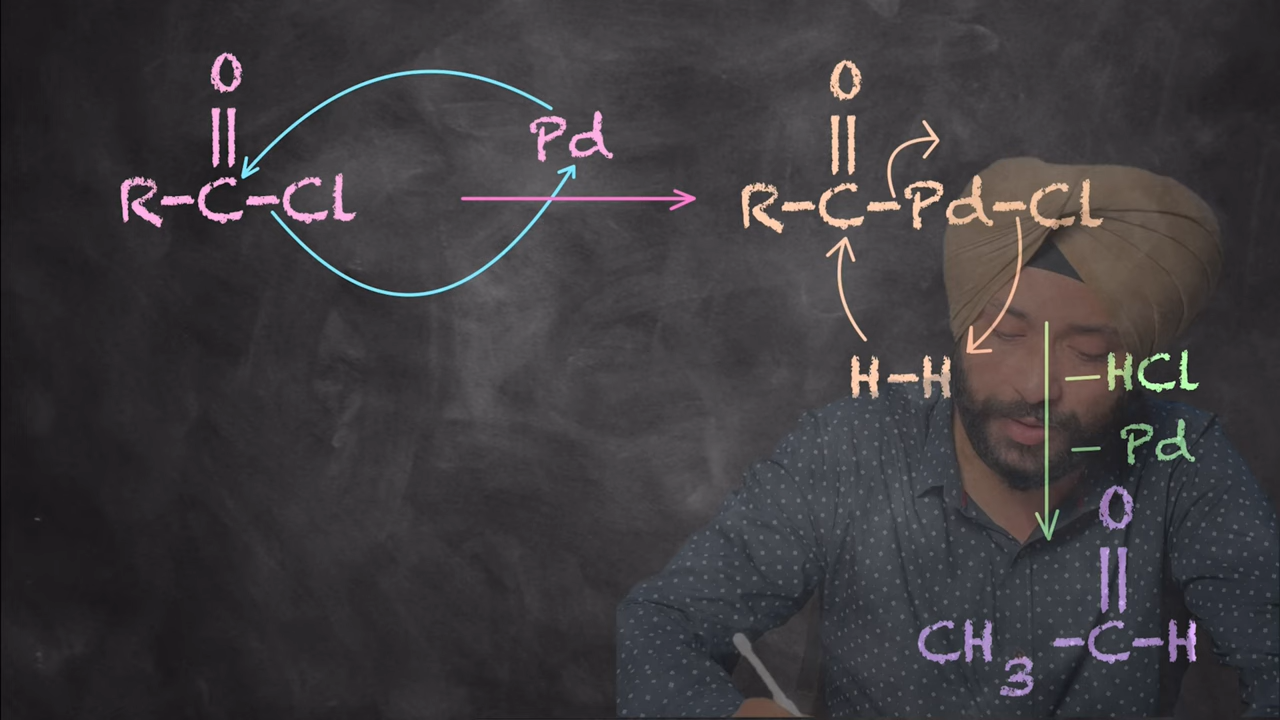 O
||
R-C-Cl
Pd
O
||
R-C-Pd-Cl
H-H
-HCl
- Pd
O
||
CH3-C-H